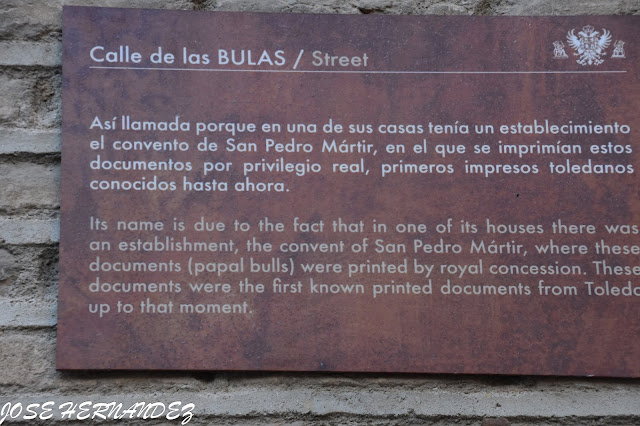 Calle de las BULAS / Street
Así llamada porque en una de sus casas tenía un establecimiento
el convento de San Pedro Mártir, en el que se imprimían estos
documentos por privilegio real, primeros impresos toledanos
conocidos hasta ahora.
Its name is due to the fact that in one of its houses there was
an establishment, the convent of San Pedro Mártir, where these
documents (papal bulls) were printed by royal concession. These
documents were the first known printed documents from Toledo
up to that moment.
JOSE HERNANDEZ